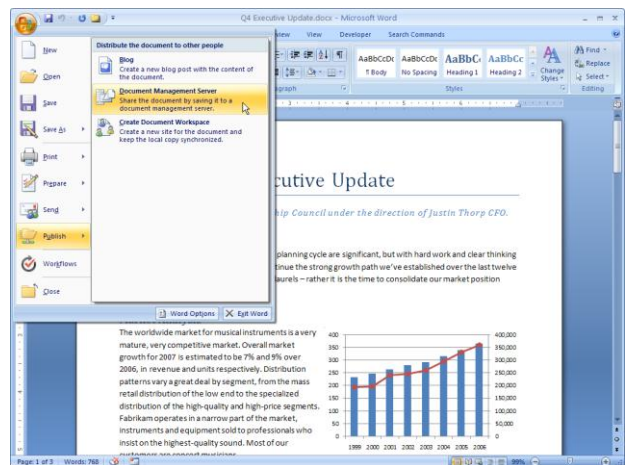 Q4 Executive Update.docx - Microsoft Word
View Developer Search Commands
New
Open
Save
Save As
Print
Prepare
Send
Publish
Workflows
Close
Distribute the document to other people
Blog
Create a new blog post with the content of
the document.
Document Management Server
Share the document by saving it to a
document management server.
Create Document Workspace
Create a new site for the document and
keep the local copy synchronized.
Word Options Exit Word
AaBbCcDc AaBbCcDc AaBbC AaBbCc
¶ Body No Spacing Heading 1 Heading 2
Change
Styles
Styles
Find
Replace
Select
Editing
cutive Update
hip Council under the direction of Justin Thorp CFO.
planning cycle are significant, but with hard work and clear thinking
tinue the strong growth path we've established over the last twelve
aurels – rather it is the time to consolidate our market position
The worldwide market for musical instruments is a very
mature, very competitive market. Overall market
growth for 2007 is estimated to be 7% and 9% over
2006, in revenue and units respectively. Distribution
patterns vary a great deal by segment, from the mass
retail distribution of the low end to the specialized
distribution of the high-quality and high-price segments.
Fabrikam operates in a narrow part of the market,
instruments and equipment sold to professionals who
insist on the highest-quality sound. Most of our
customers are concert musicians
400 400,000
350 350,000
300 300,000
250 250,000
200 200,000
150 150,000
100 100,000
50 50,000
0 0
1999 2000 2001 2002 2003 2004 2005 2006
Page: 1 of 3 Words: 768 99%